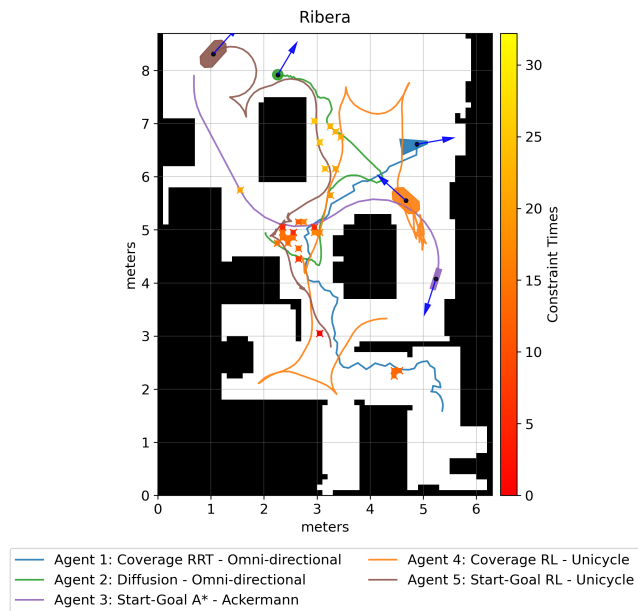 Ribera
8
7
6
5
4
3
2
1
0
meters
0 1 2 3 4 5 6
meters
30
25
20
15
10
5
0
Constraint Times
Agent 1: Coverage RRT - Omni-directional
Agent 2: Diffusion - Omni-directional
Agent 3: Start-Goal A* - Ackermann
Agent 4: Coverage RL - Unicycle
Agent 5: Start-Goal RL - Unicycle